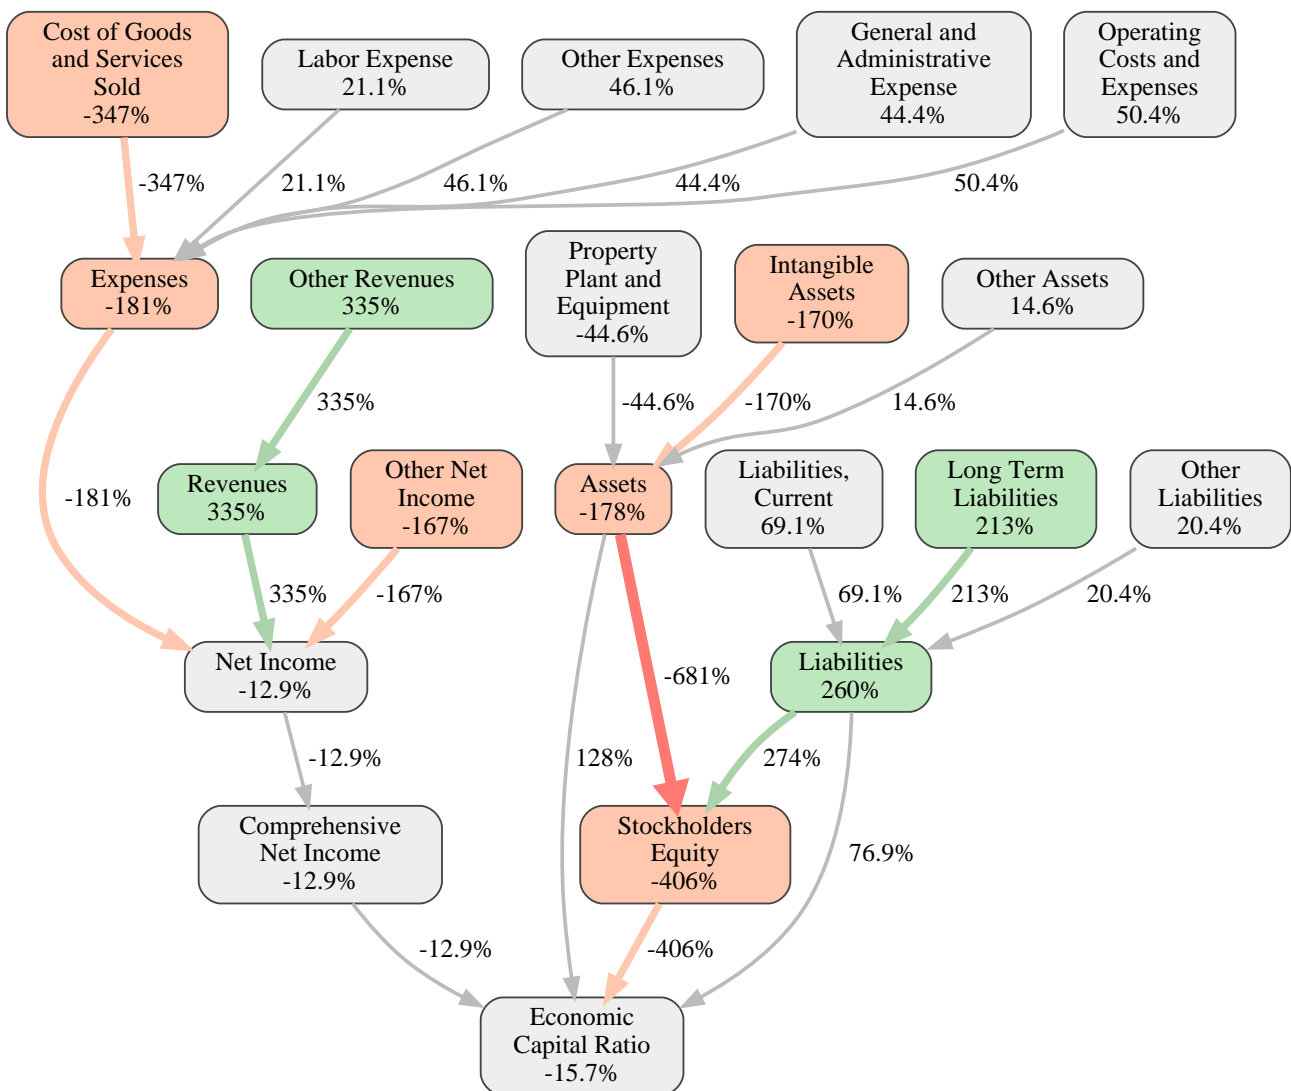 Cost of Goods
and Services
Sold
-347%
Labor Expense
21.1%
Other Expenses
46.1%
General and
Administrative
Expense
44.4%
Operating
Costs and
Expenses
50.4%
-347%
21.1%
46.1%
44.4%
50.4%
Expenses
-181%
Other Revenues
335%
Property
Plant and
Equipment
-44.6%
Intangible
Assets
-170%
Other Assets
14.6%
335%
-44.6%
-170%
14.6%
-181%
Revenues
335%
Other Net
Income
-167%
Assets
-178%
Liabilities,
Current
69.1%
Long Term
Liabilities
213%
Other
Liabilities
20.4%
335%
-167%
69.1%
213%
20.4%
Net Income
-12.9%
-681%
Liabilities
260%
-12.9%
128%
274%
Comprehensive
Net Income
-12.9%
Stockholders
Equity
-406%
76.9%
-12.9%
-406%
Economic
Capital Ratio
-15.7%